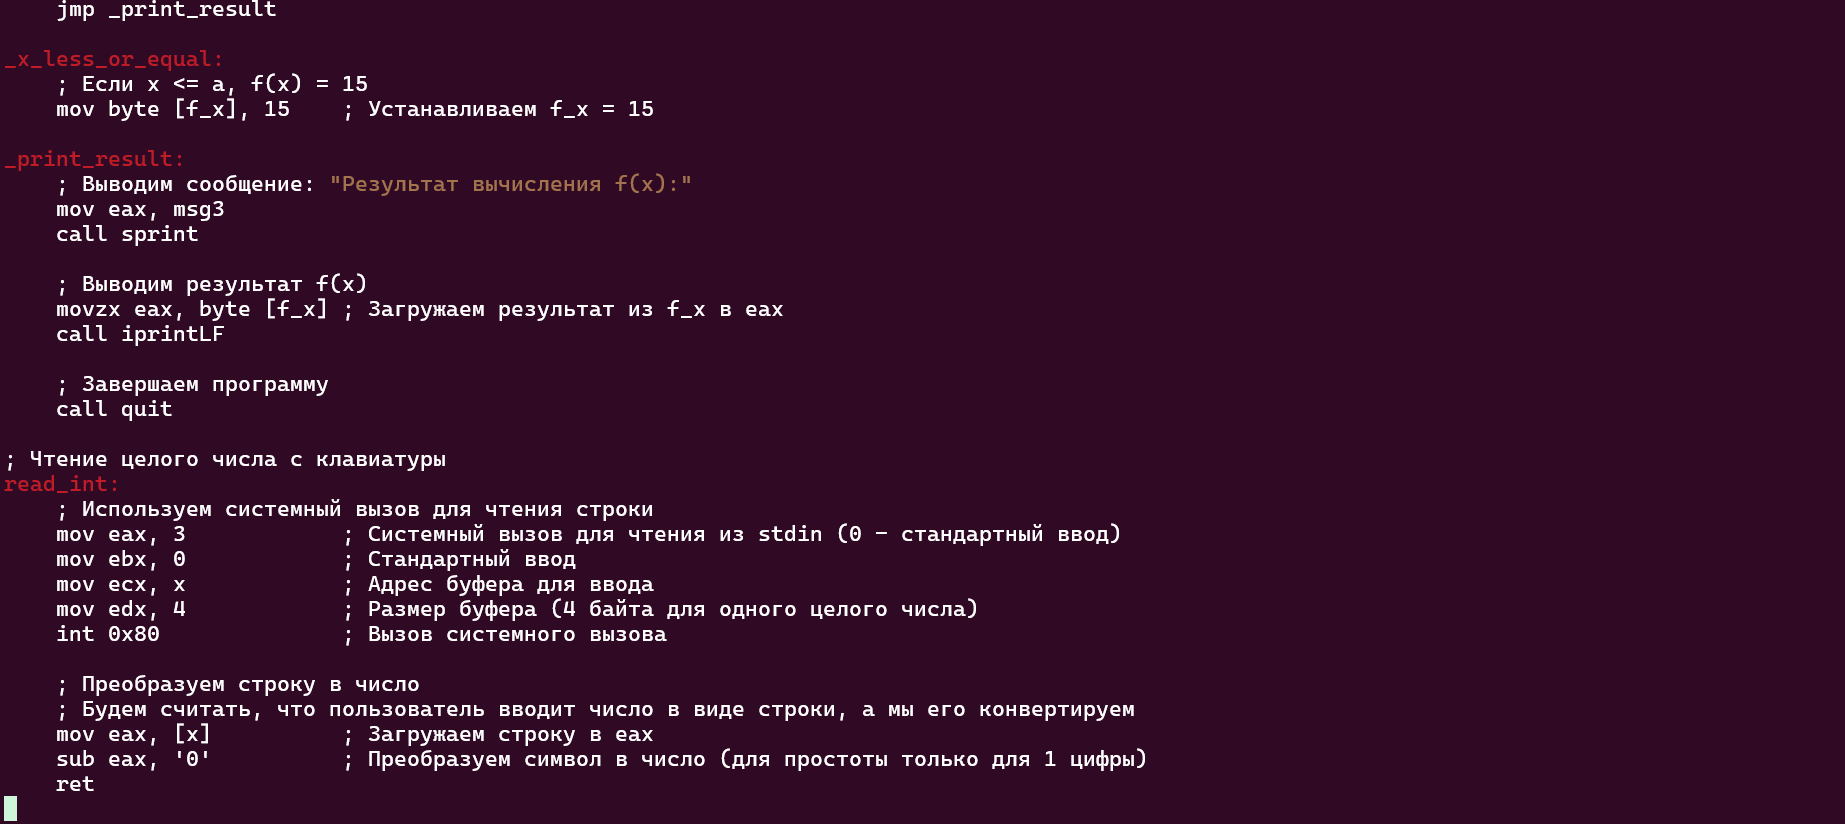 jmp _print_result

_x_less_or_equal:
    ; Если x <= a, f(x) = 15
    mov byte [f_x], 15    ; Устанавливаем f_x = 15

_print_result:
    ; Выводим сообщение: "Результат вычисления f(x):"
    mov eax, msg3
    call sprint

    ; Выводим результат f(x)
    movzx eax, byte [f_x] ; Загружаем результат из f_x в eax
    call iprintLF

    ; Завершаем программу
    call quit

; Чтение целого числа с клавиатуры
read_int:
    ; Используем системный вызов для чтения строки
    mov eax, 3            ; Системный вызов для чтения из stdin (0 – стандартный ввод)
    mov ebx, 0            ; Стандартный ввод
    mov ecx, x            ; Адрес буфера для ввода
    mov edx, 4            ; Размер буфера (4 байта для одного целого числа)
    int 0x80              ; Вызов системного вызова

    ; Преобразуем строку в число
    ; Будем считать, что пользователь вводит число в виде строки, а мы его конвертируем
    mov eax, [x]          ; Загружаем строку в eax
    sub eax, '0'          ; Преобразуем символ в число (для простоты только для 1 цифры)
    ret